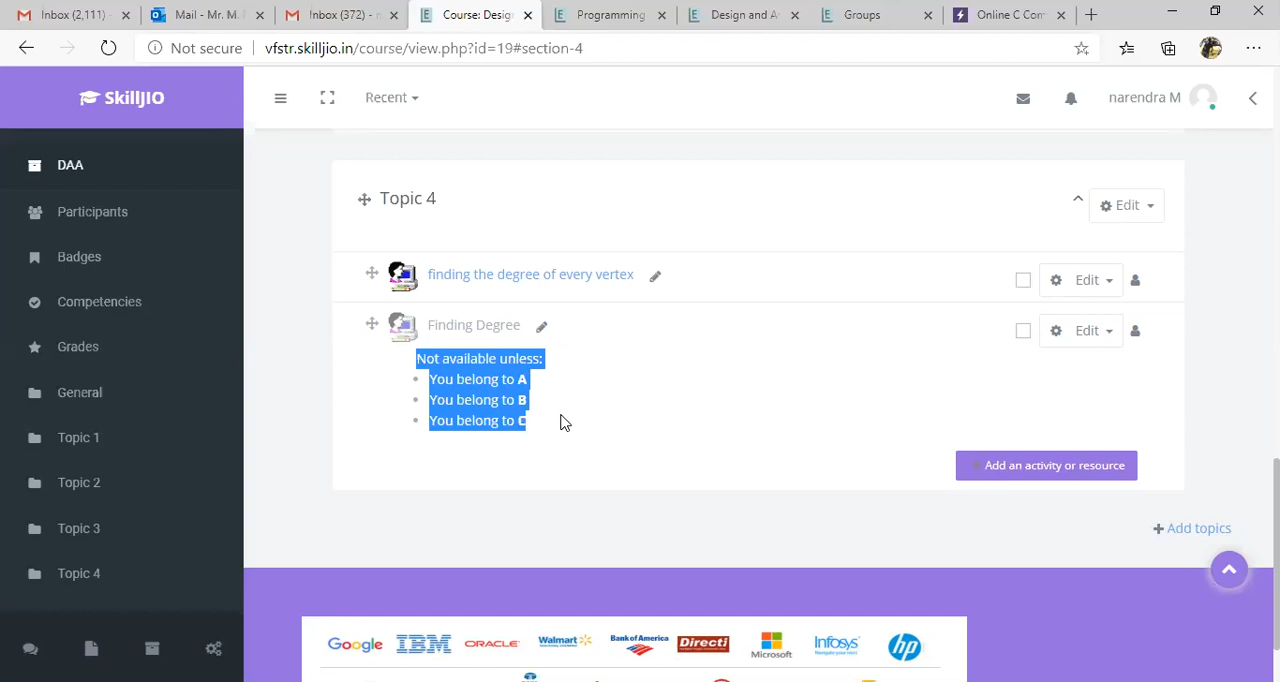 Inbox (2,111) -
Mail - Mr. M. N
Inbox (372) - n
Course: Desig
Programming
Design and A
Groups
Online C Com
Not secure
vfstr.skilljio.in/course/view.php?id=19#section-4
SkillJIO
Recent
narendra M
DAA
Participants
Badges
Competencies
Grades
General
Topic 1
Topic 2
Topic 3
Topic 4
Topic 4
Edit
finding the degree of every vertex
Edit
Finding Degree
Edit
Not available unless:
You belong to A
You belong to B
You belong to C
Add an activity or resource
Add topics
Google
IBM
ORACLE
Walmart
Bank of America
Directi
Microsoft
Infosys
hp